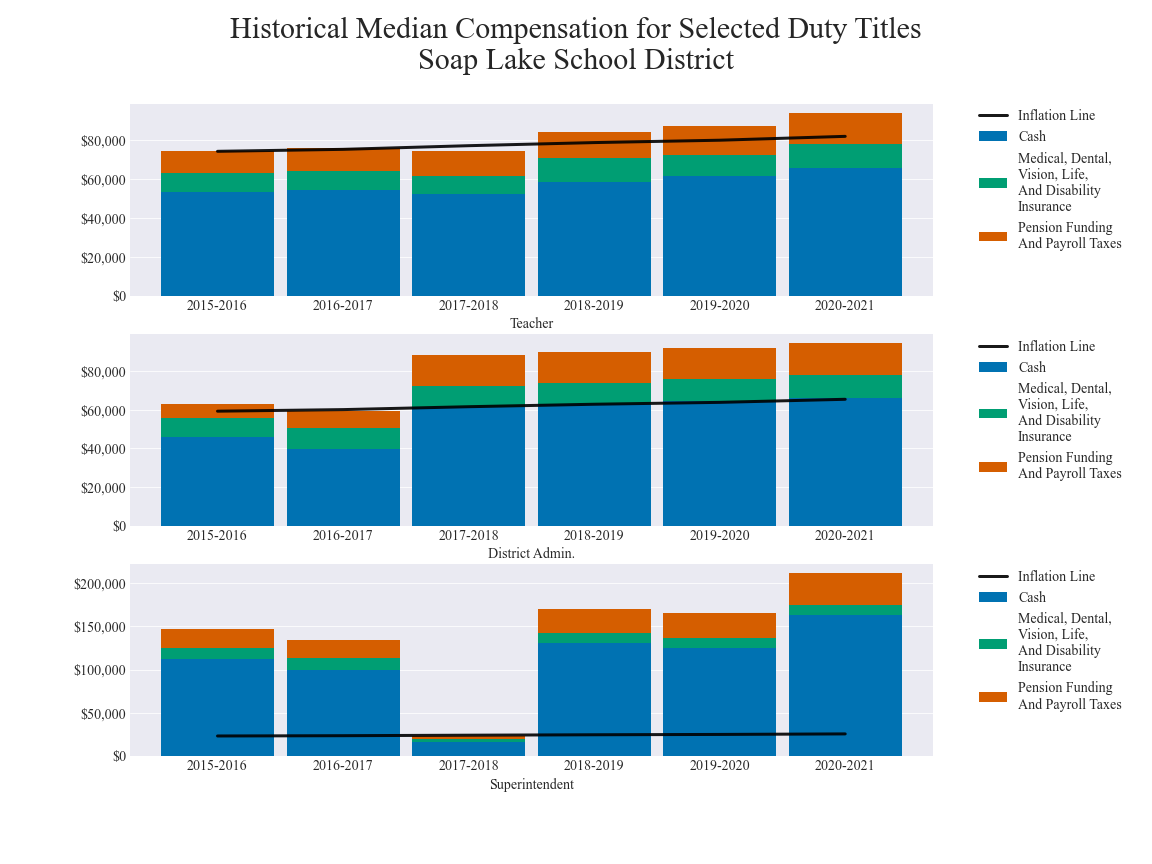 Historical Median Compensation for Selected Duty Titles
Soap Lake School District
$80,000
$60,000
$40,000
$20,000
$0
2015-2016 2016-2017 2017-2018 2018-2019 2019-2020 2020-2021
Teacher
Inflation Line
Cash
Medical, Dental,
Vision, Life,
And Disability
Insurance
Pension Funding
And Payroll Taxes
$80,000
$60,000
$40,000
$20,000
$0
2015-2016 2016-2017 2017-2018 2018-2019 2019-2020 2020-2021
District Admin.
Inflation Line
Cash
Medical, Dental,
Vision, Life,
And Disability
Insurance
Pension Funding
And Payroll Taxes
$200,000
$150,000
$100,000
$50,000
$0
2015-2016 2016-2017 2017-2018 2018-2019 2019-2020 2020-2021
Superintendent
Inflation Line
Cash
Medical, Dental,
Vision, Life,
And Disability
Insurance
Pension Funding
And Payroll Taxes